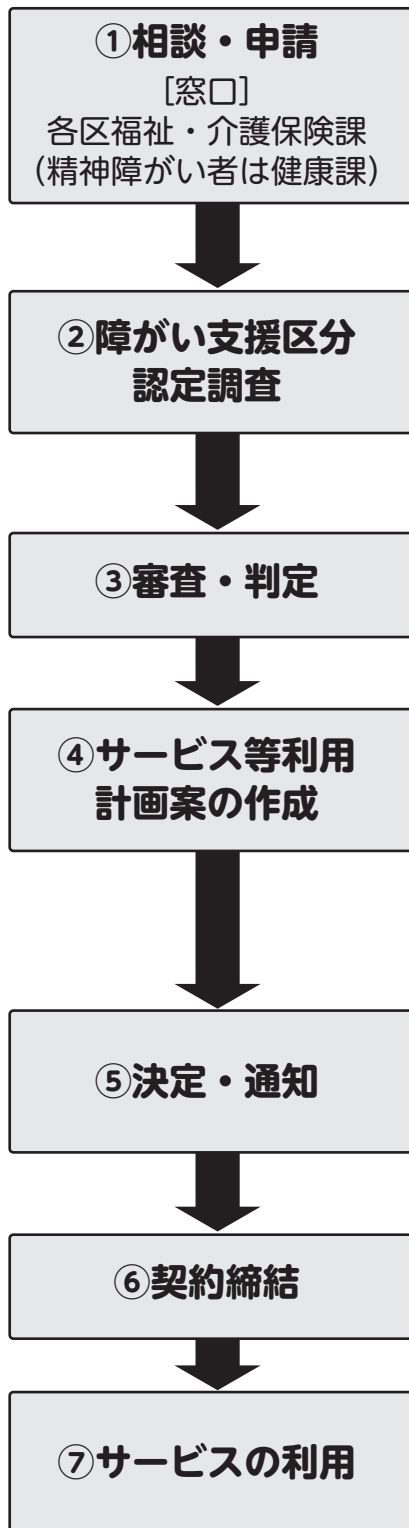 ①相談・申請
[窓口]
各区福祉・介護保険課
(精神障がい者は健康課)
②障がい支援区分
認定調査
③審査・判定
④サービス等利用
計画案の作成
⑤決定・通知
⑥契約締結
⑦サービスの利用